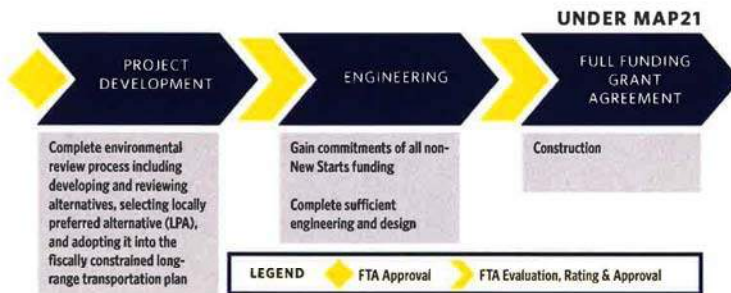 UNDER MAP21
PROJECT
DEVELOPMENT
ENGINEERING
FULL FUNDING
GRANT
AGREEMENT
Complete environmental
review process including
developing and reviewing
alternatives, selecting locally
preferred alternative (LPA),
and adopting it into the
fiscally constrained long-
range transportation plan
Gain commitments of all non-
New Starts funding
Complete sufficient
engineering and design
Construction
LEGEND
FTA Approval
FTA Evaluation, Rating & Approval